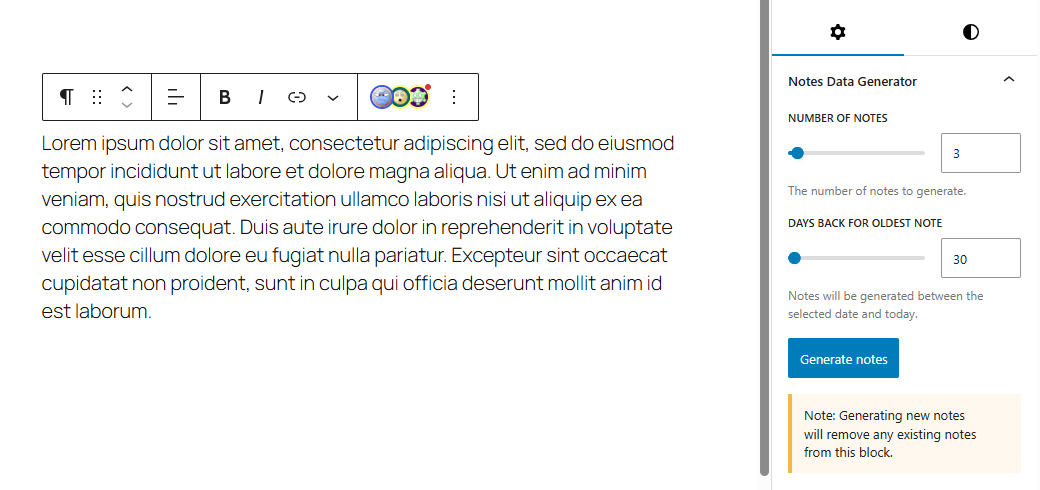 B I
Lorem ipsum dolor sit amet, consectetur adipiscing elit, sed do eiusmod
tempor incididunt ut labore et dolore magna aliqua. Ut enim ad minim
veniam, quis nostrud exercitation ullamco laboris nisi ut aliquip ex ea
commodo consequat. Duis aute irure dolor in reprehenderit in voluptate
velit esse cillum dolore eu fugiat nulla pariatur. Excepteur sint occaecat
cupidatat non proident, sunt in culpa qui officia deserunt mollit anim id
est laborum.
Notes Data Generator
NUMBER OF NOTES
3
The number of notes to generate.
DAYS BACK FOR OLDEST NOTE
30
Notes will be generated between the
selected date and today.
Generate notes
Note: Generating new notes
will remove any existing notes
from this block.